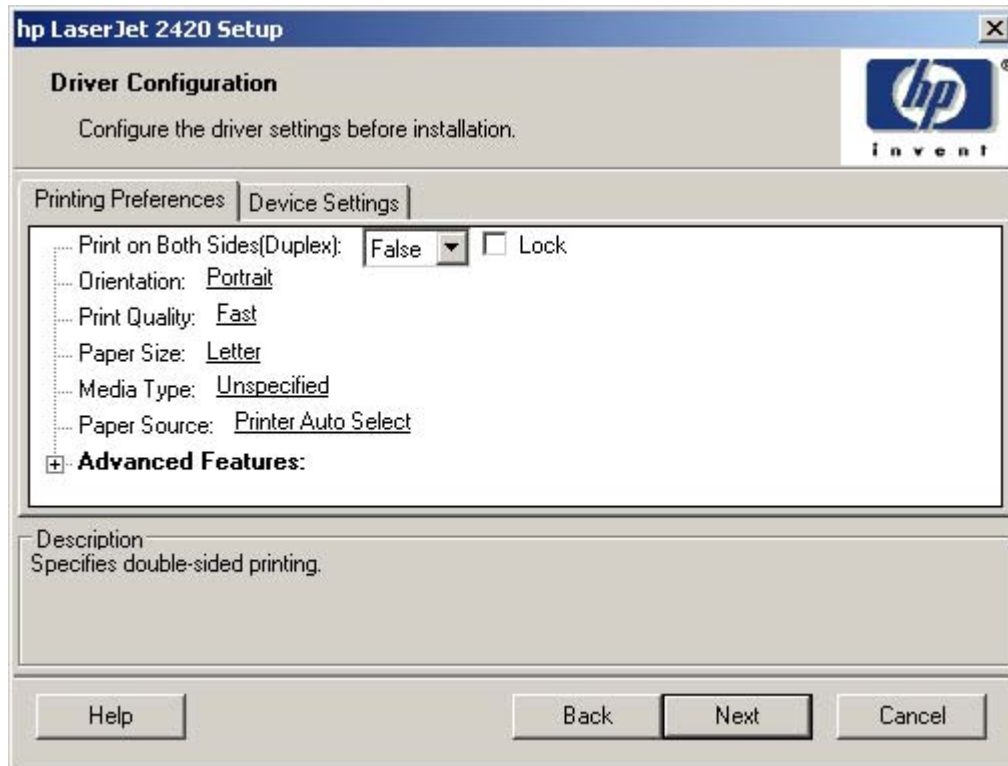 hp LaserJet 2420 Setup
Driver Configuration
Configure the driver settings before installation.
hp
®
invent
Printing Preferences Device Settings
Print on Both Sides(Duplex): False Lock
Orientation: Portrait
Print Quality: Fast
Paper Size: Letter
Media Type: Unspecified
Paper Source: Printer Auto Select
Advanced Features:
Description
Specifies double-sided printing.
Help Back Next Cancel